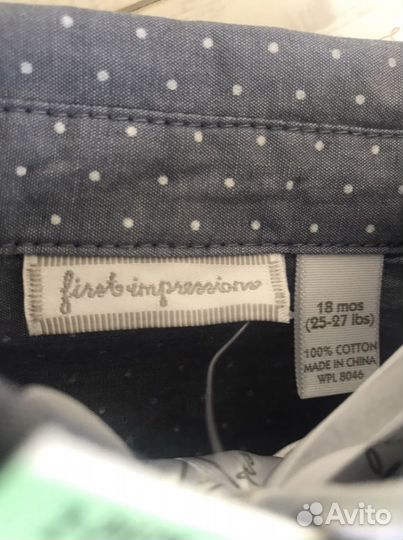 first impressions
18 mos
(25-27 lbs)
100% COTTON
MADE IN CHINA
WPL 8046
Avito